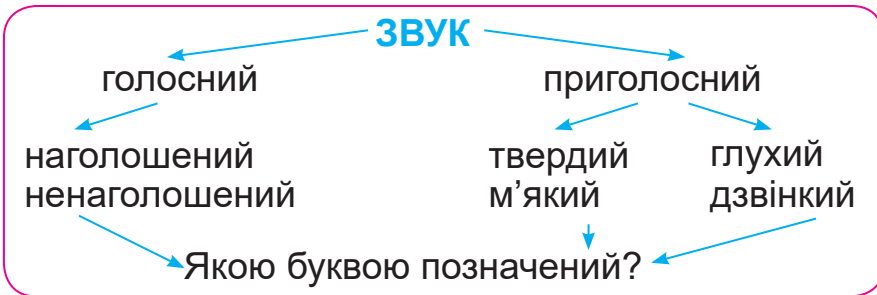 ЗВУК
голосний приголосний
наголошений твердий глухий
ненаголошений м’який дзвінкий
Якою буквою позначений?